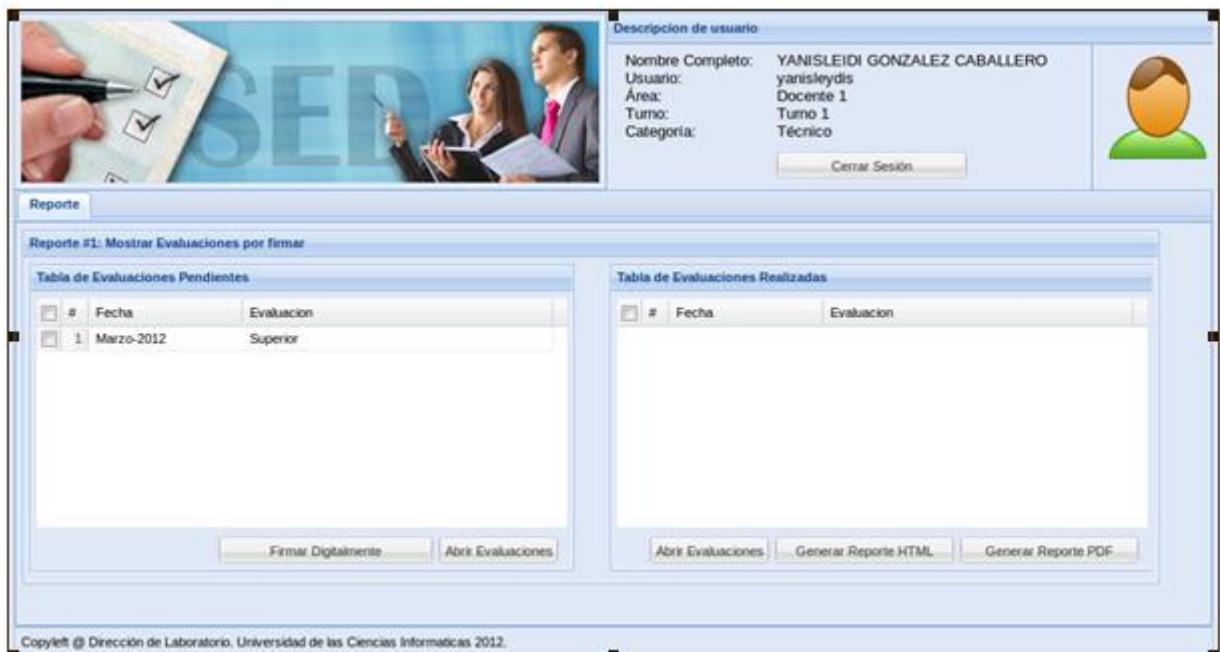 SED
Descripcion de usuario
Nombre Completo: YANISLEIDI GONZALEZ CABALLERO
Usuario: yanisleydis
Área: Docente 1
Turno: Turno 1
Categoría: Técnico
Cerrar Sesión
Reporte
Reporte #1: Mostrar Evaluaciones por firmar
Tabla de Evaluaciones Pendientes
# Fecha Evaluacion
1 Marzo-2012 Superior
Firmar Digitalmente Abrir Evaluaciones
Tabla de Evaluaciones Realizadas
# Fecha Evaluacion
Abrir Evaluaciones Generar Reporte HTML Generar Reporte PDF
Copyleft @ Dirección de Laboratorio. Universidad de las Ciencias Informaticas 2012.